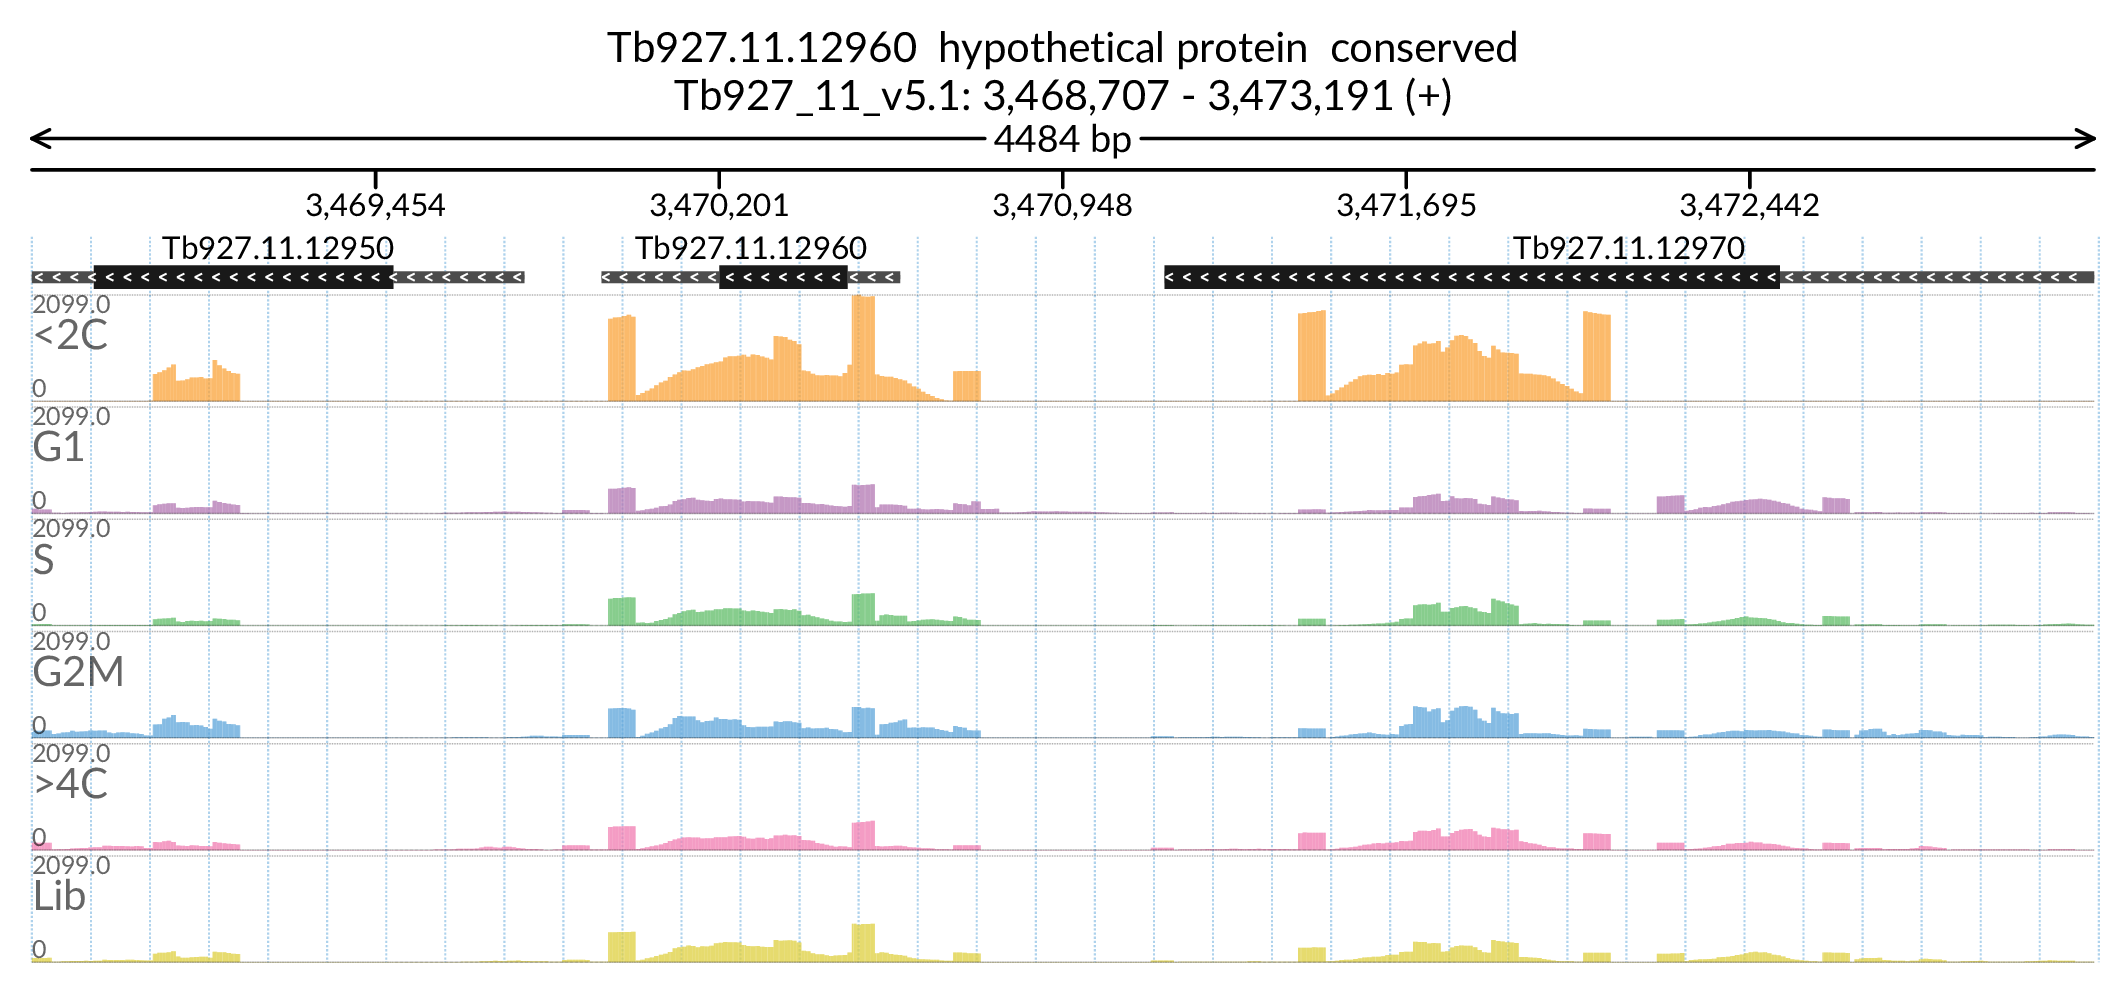 Tb927.11.12960  hypothetical protein  conserved
Tb927_11_v5.1: 3,468,707 - 3,473,191 (+)
4484 bp
3,469,454 3,470,201 3,470,948 3,471,695 3,472,442
Tb927.11.12950 Tb927.11.12960 Tb927.11.12970
2099.0
<2C
0
2099.0
G1
0
2099.0
S
0
2099.0
G2M
0
2099.0
>4C
0
2099.0
Lib
0